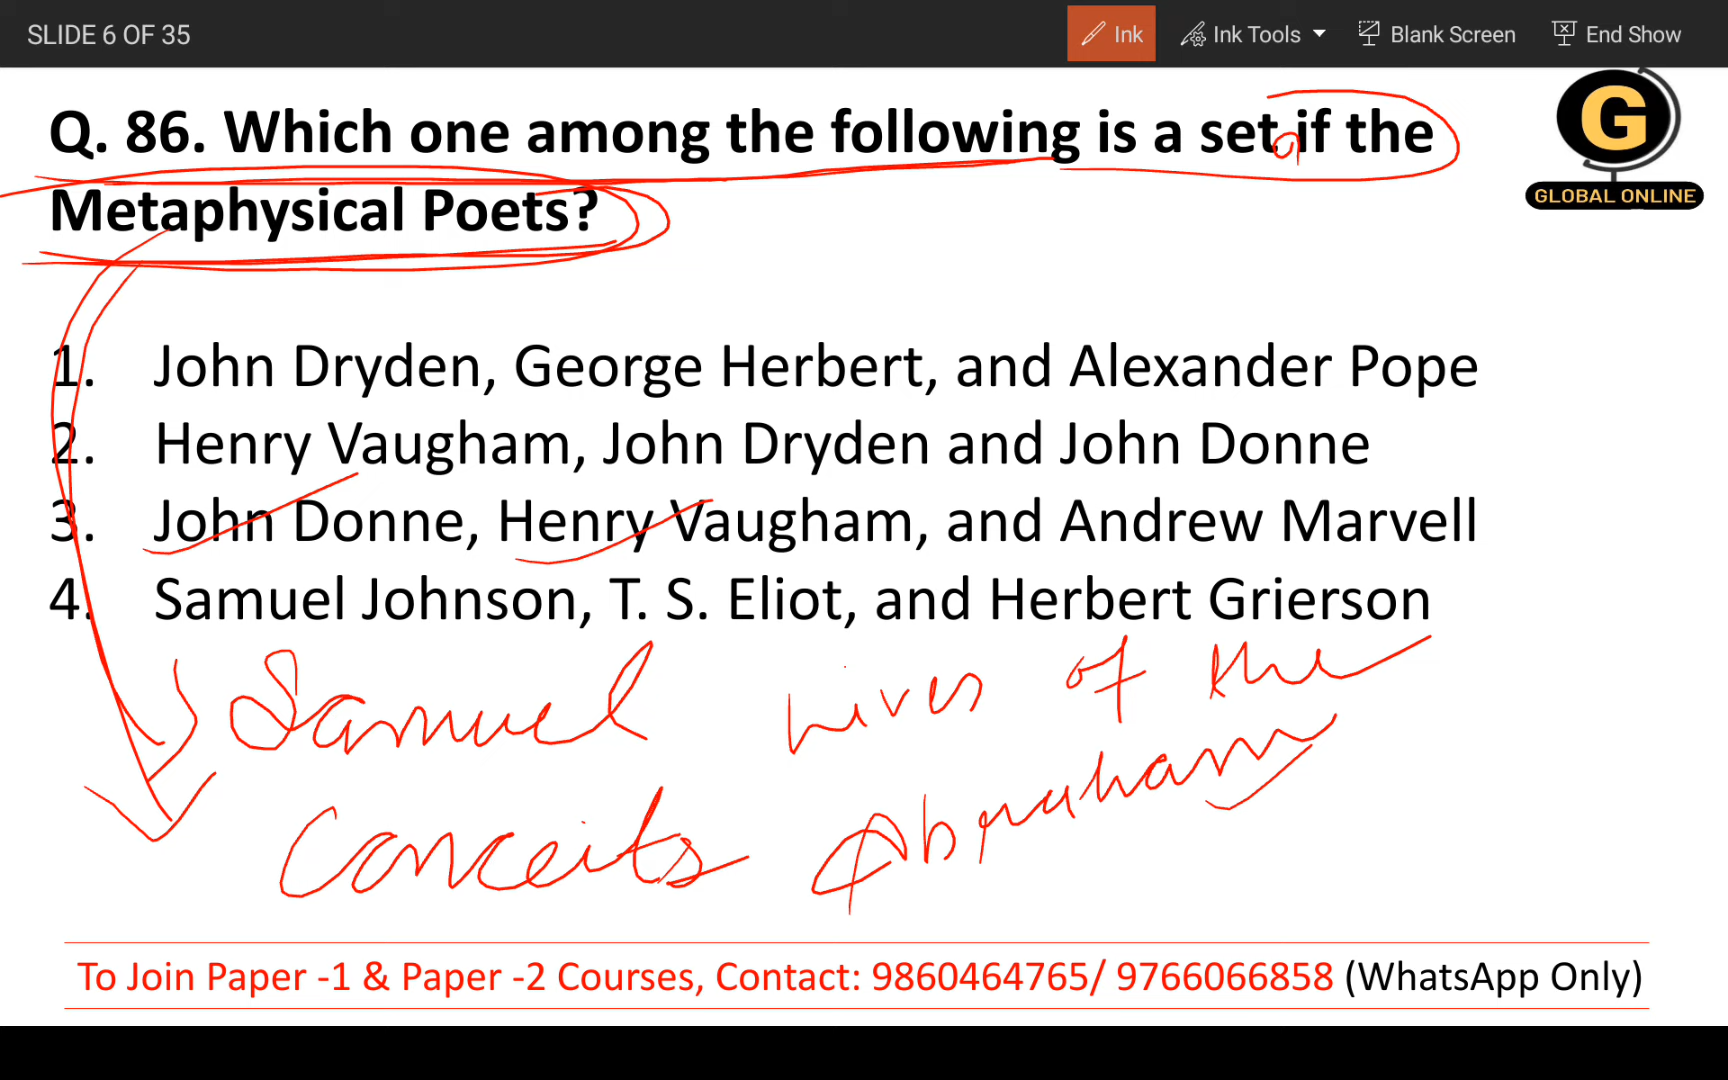 SLIDE 6 OF 35 Ink Ink Tools Blank Screen End Show
Q. 86. Which one among the following is a set if the
Metaphysical Poets?
G
GLOBAL ONLINE
1. John Dryden, George Herbert, and Alexander Pope
2. Henry Vaugham, John Dryden and John Donne
3. John Donne, Henry Vaugham, and Andrew Marvell
4. Samuel Johnson, T. S. Eliot, and Herbert Grierson
Samuel Lives of the
Conceits Abraham
To Join Paper -1 & Paper -2 Courses, Contact: 9860464765/ 9766066858 (WhatsApp Only)